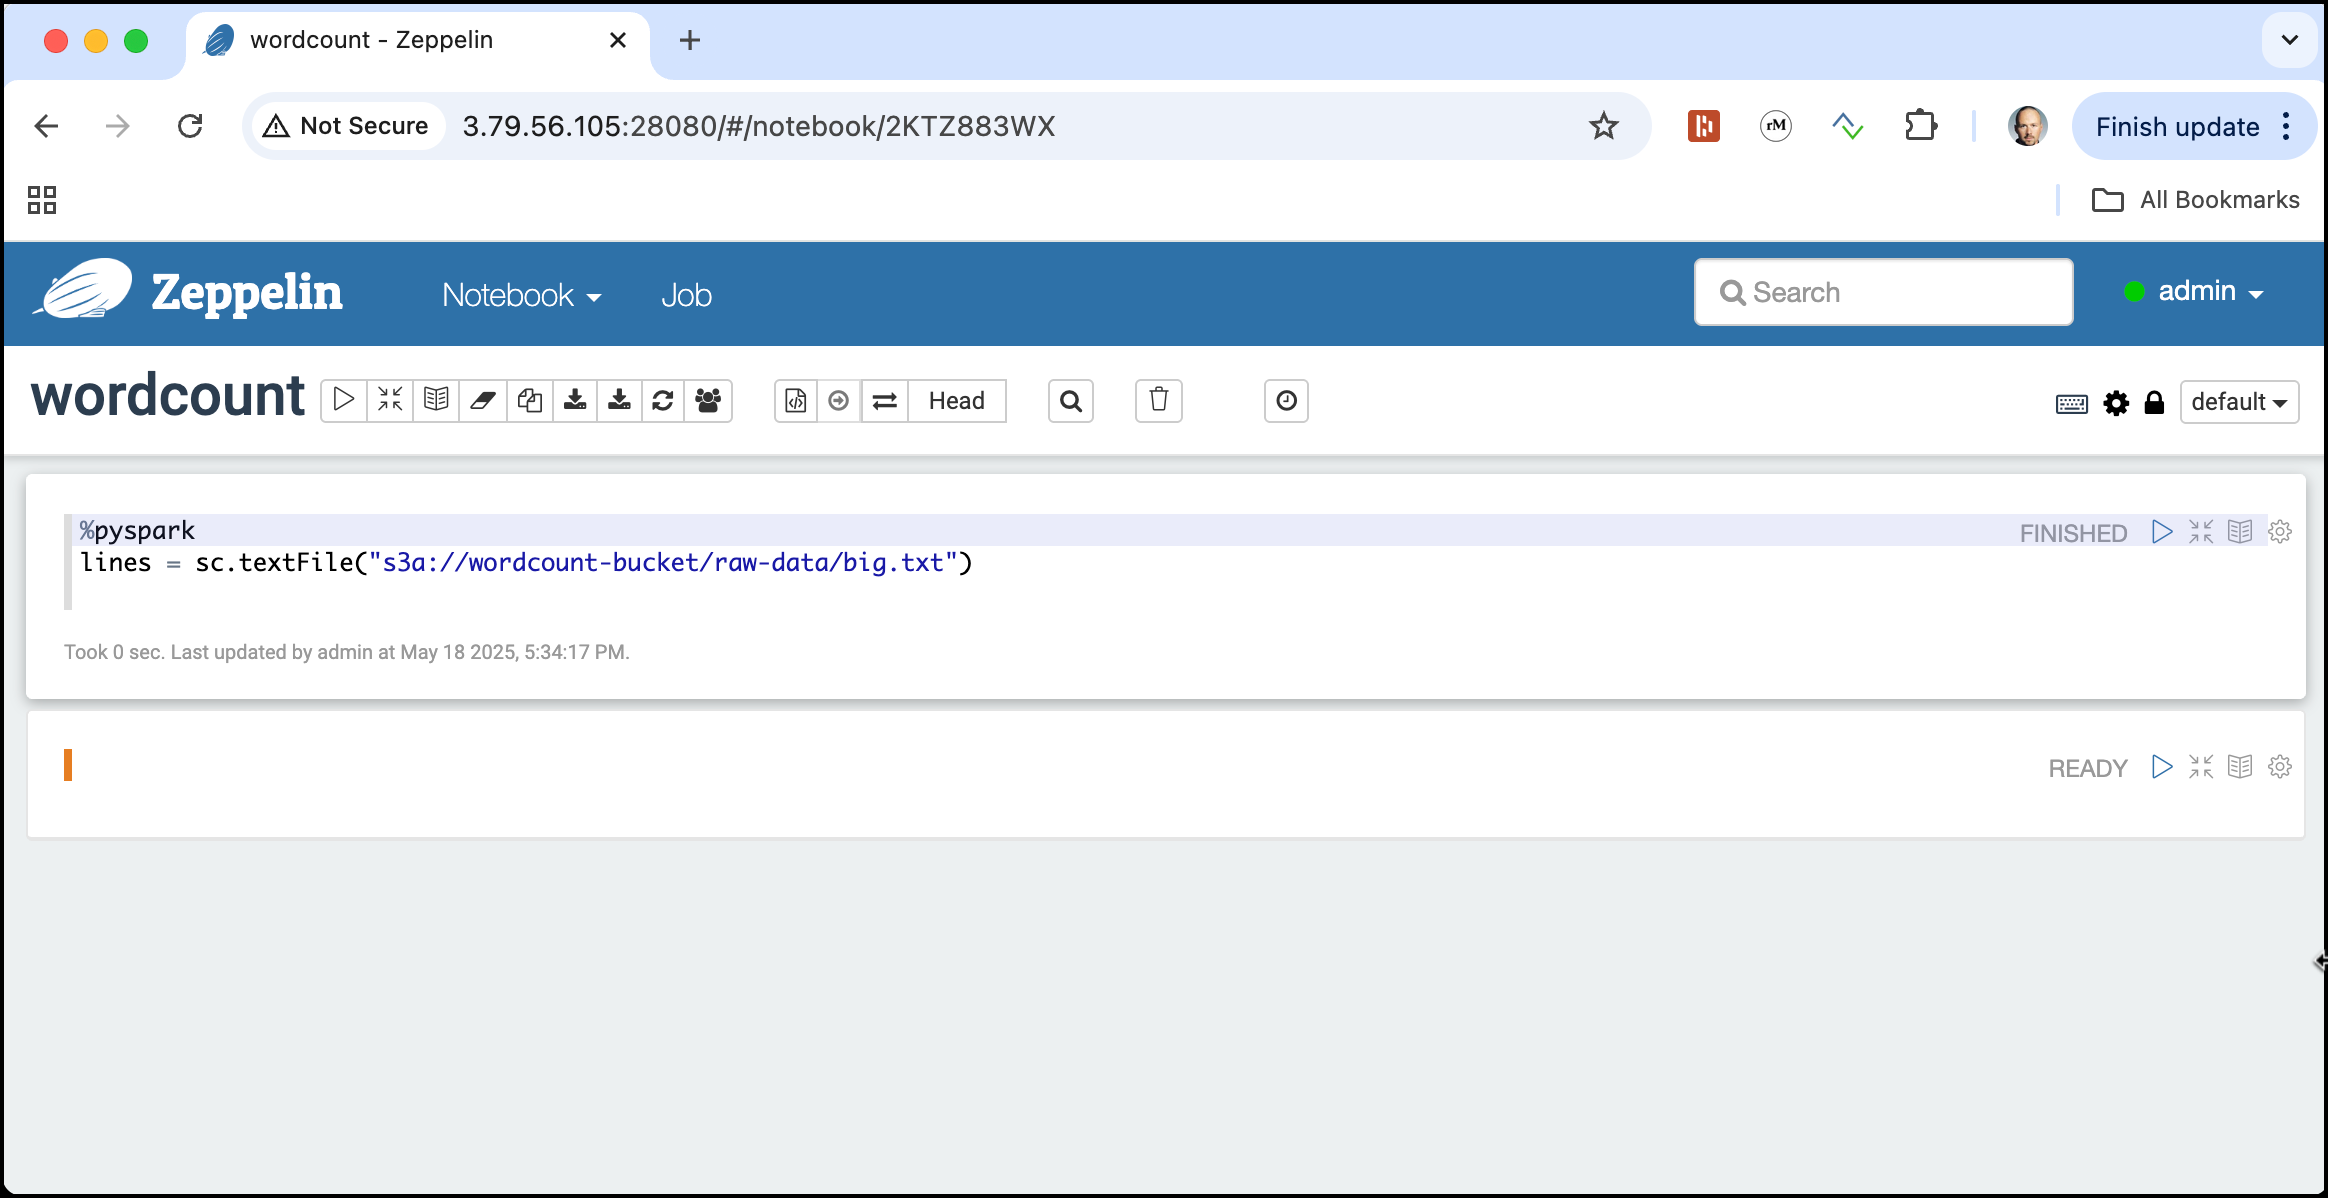 wordcount - Zeppelin
Not Secure 3.79.56.105:28080/#/notebook/2KTZ883WX
rM
Finish update
All Bookmarks
Zeppelin Notebook Job Search admin
wordcount Head default
%pyspark FINISHED
lines = sc.textFile("s3a://wordcount-bucket/raw-data/big.txt")
Took 0 sec. Last updated by admin at May 18 2025, 5:34:17 PM.
READY